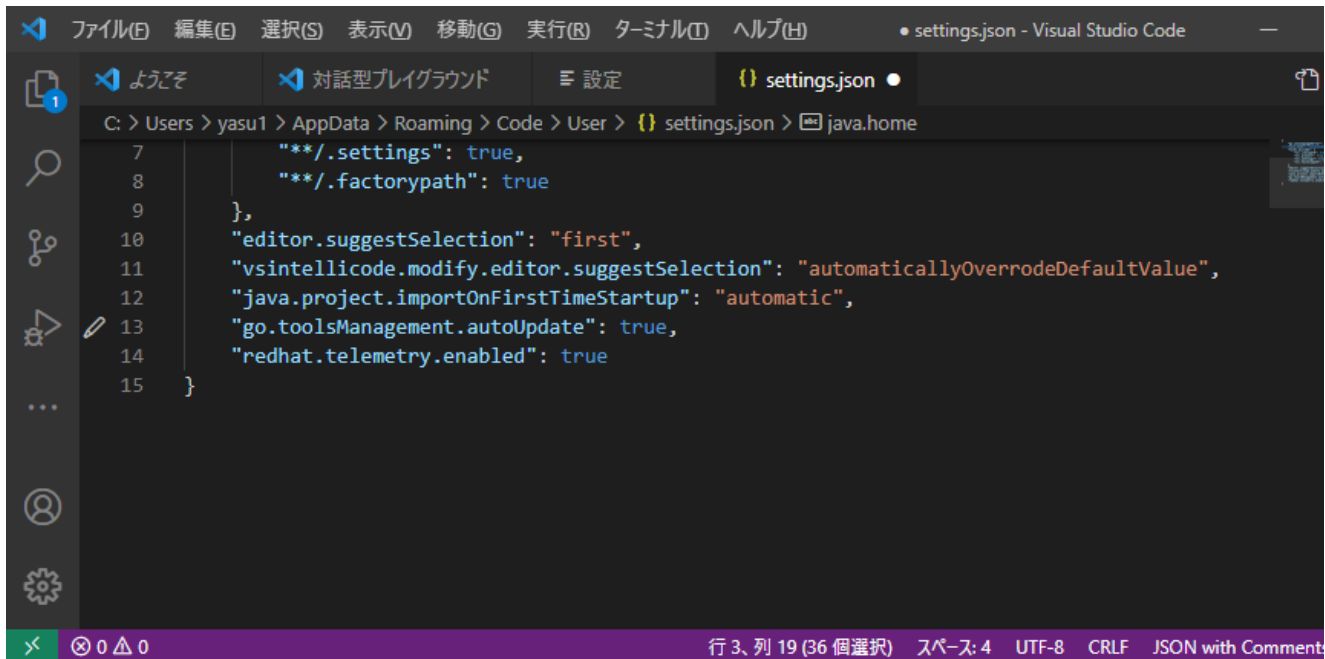 ファイル(F) 編集(E) 選択(S) 表示(V) 移動(G) 実行(R) ターミナル(T) ヘルプ(H) ● settings.json - Visual Studio Code
ようこそ 対話型プレイグラウンド 設定 {} settings.json ●
1
C: > Users > yasu1 > AppData > Roaming > Code > User > {} settings.json > abc java.home
7 "**/.settings": true,
8 "**/.factorypath": true
9 },
10 "editor.suggestSelection": "first",
11 "vsintellicode.modify.editor.suggestSelection": "automaticallyOverrodeDefaultValue",
12 "java.project.importOnFirstTimeStartup": "automatic",
13 "go.toolsManagement.autoUpdate": true,
14 "redhat.telemetry.enabled": true
15 }
0 0 行 3、列 19 (36 個選択) スペース: 4 UTF-8 CRLF JSON with Comments